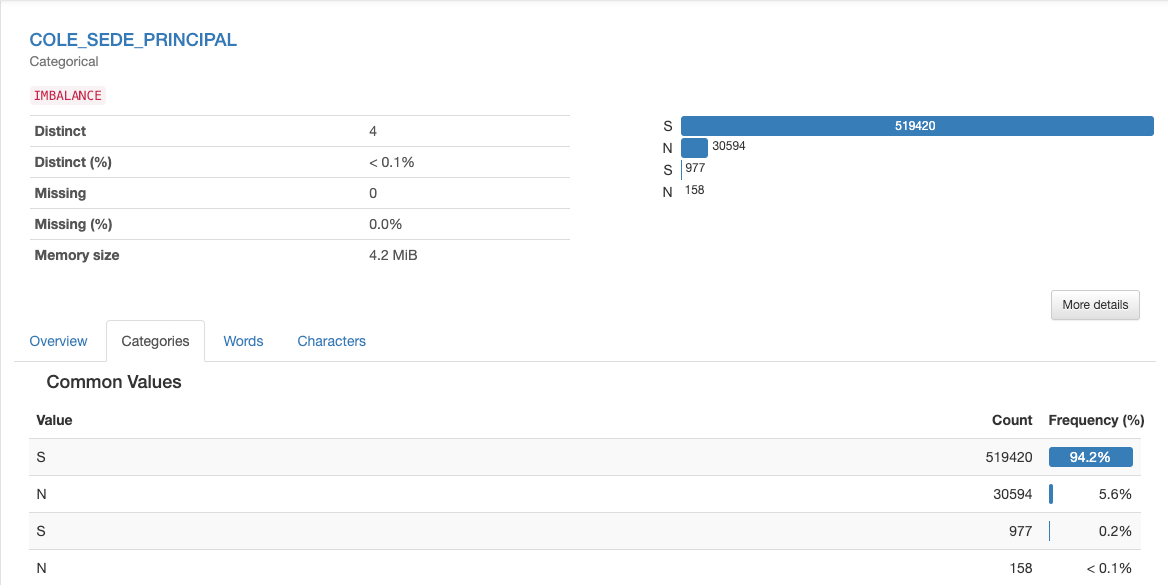 COLE_SEDE_PRINCIPAL
Categorical
IMBALANCE
Distinct 4
Distinct (%) < 0.1%
Missing 0
Missing (%) 0.0%
Memory size 4.2 MiB
S 519420
N 30594
S 977
N 158
More details
Overview Categories Words Characters
Common Values
Value Count Frequency (%)
S 519420 94.2%
N 30594 5.6%
S 977 0.2%
N 158 < 0.1%